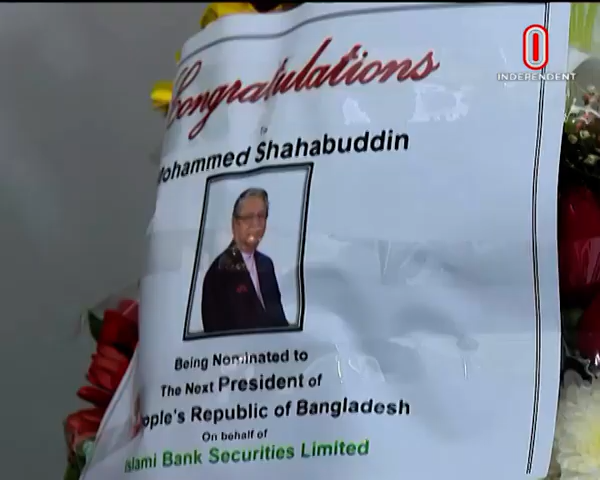 INDEPENDENT
Congratulations
To
Mohammed Shahabuddin
Being Nominated to
The Next President of
ople's Republic of Bangladesh
On behalf of
slami Bank Securities Limited